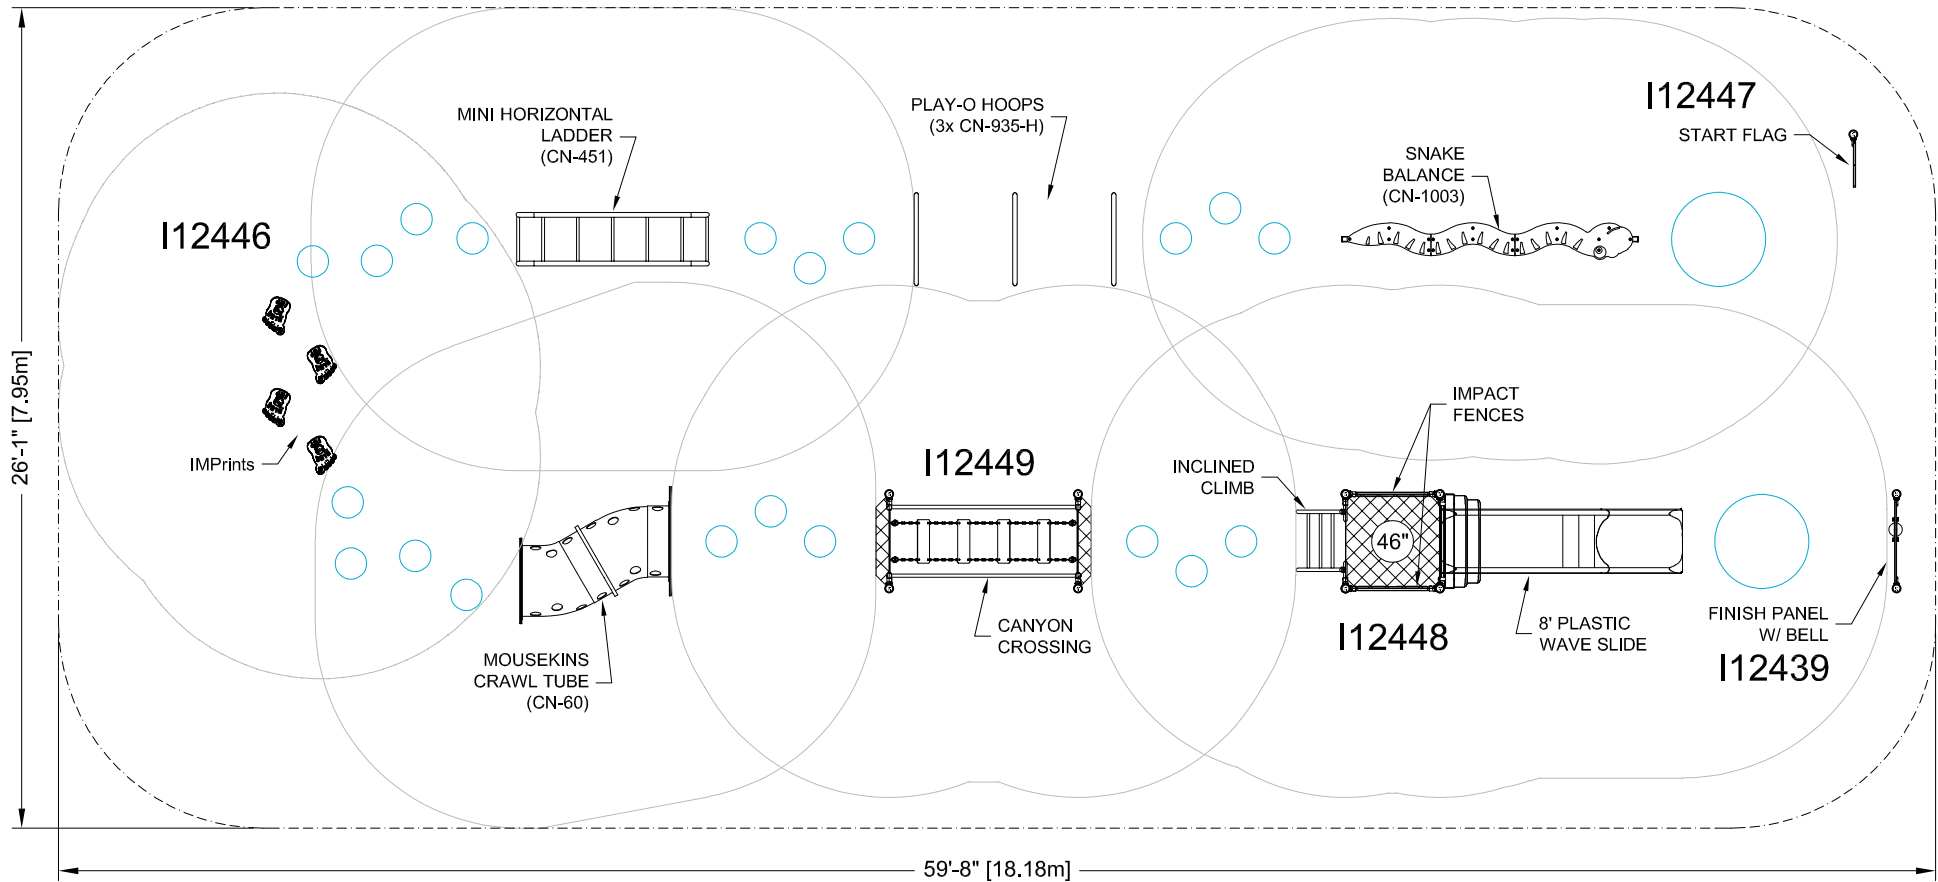 I12447
START FLAG
MINI HORIZONTAL
LADDER
(CN-451)
PLAY-O HOOPS
(3x CN-935-H)
SNAKE
BALANCE
(CN-1003)
I12446
IMPrints
26'-1" [7.95m]
I12449
IMPACT
FENCES
INCLINED
CLIMB
46"
MOUSEKINS
CRAWL TUBE
(CN-60)
CANYON
CROSSING
I12448
8' PLASTIC
WAVE SLIDE
FINISH PANEL
W/ BELL
I12439
59'-8" [18.18m]